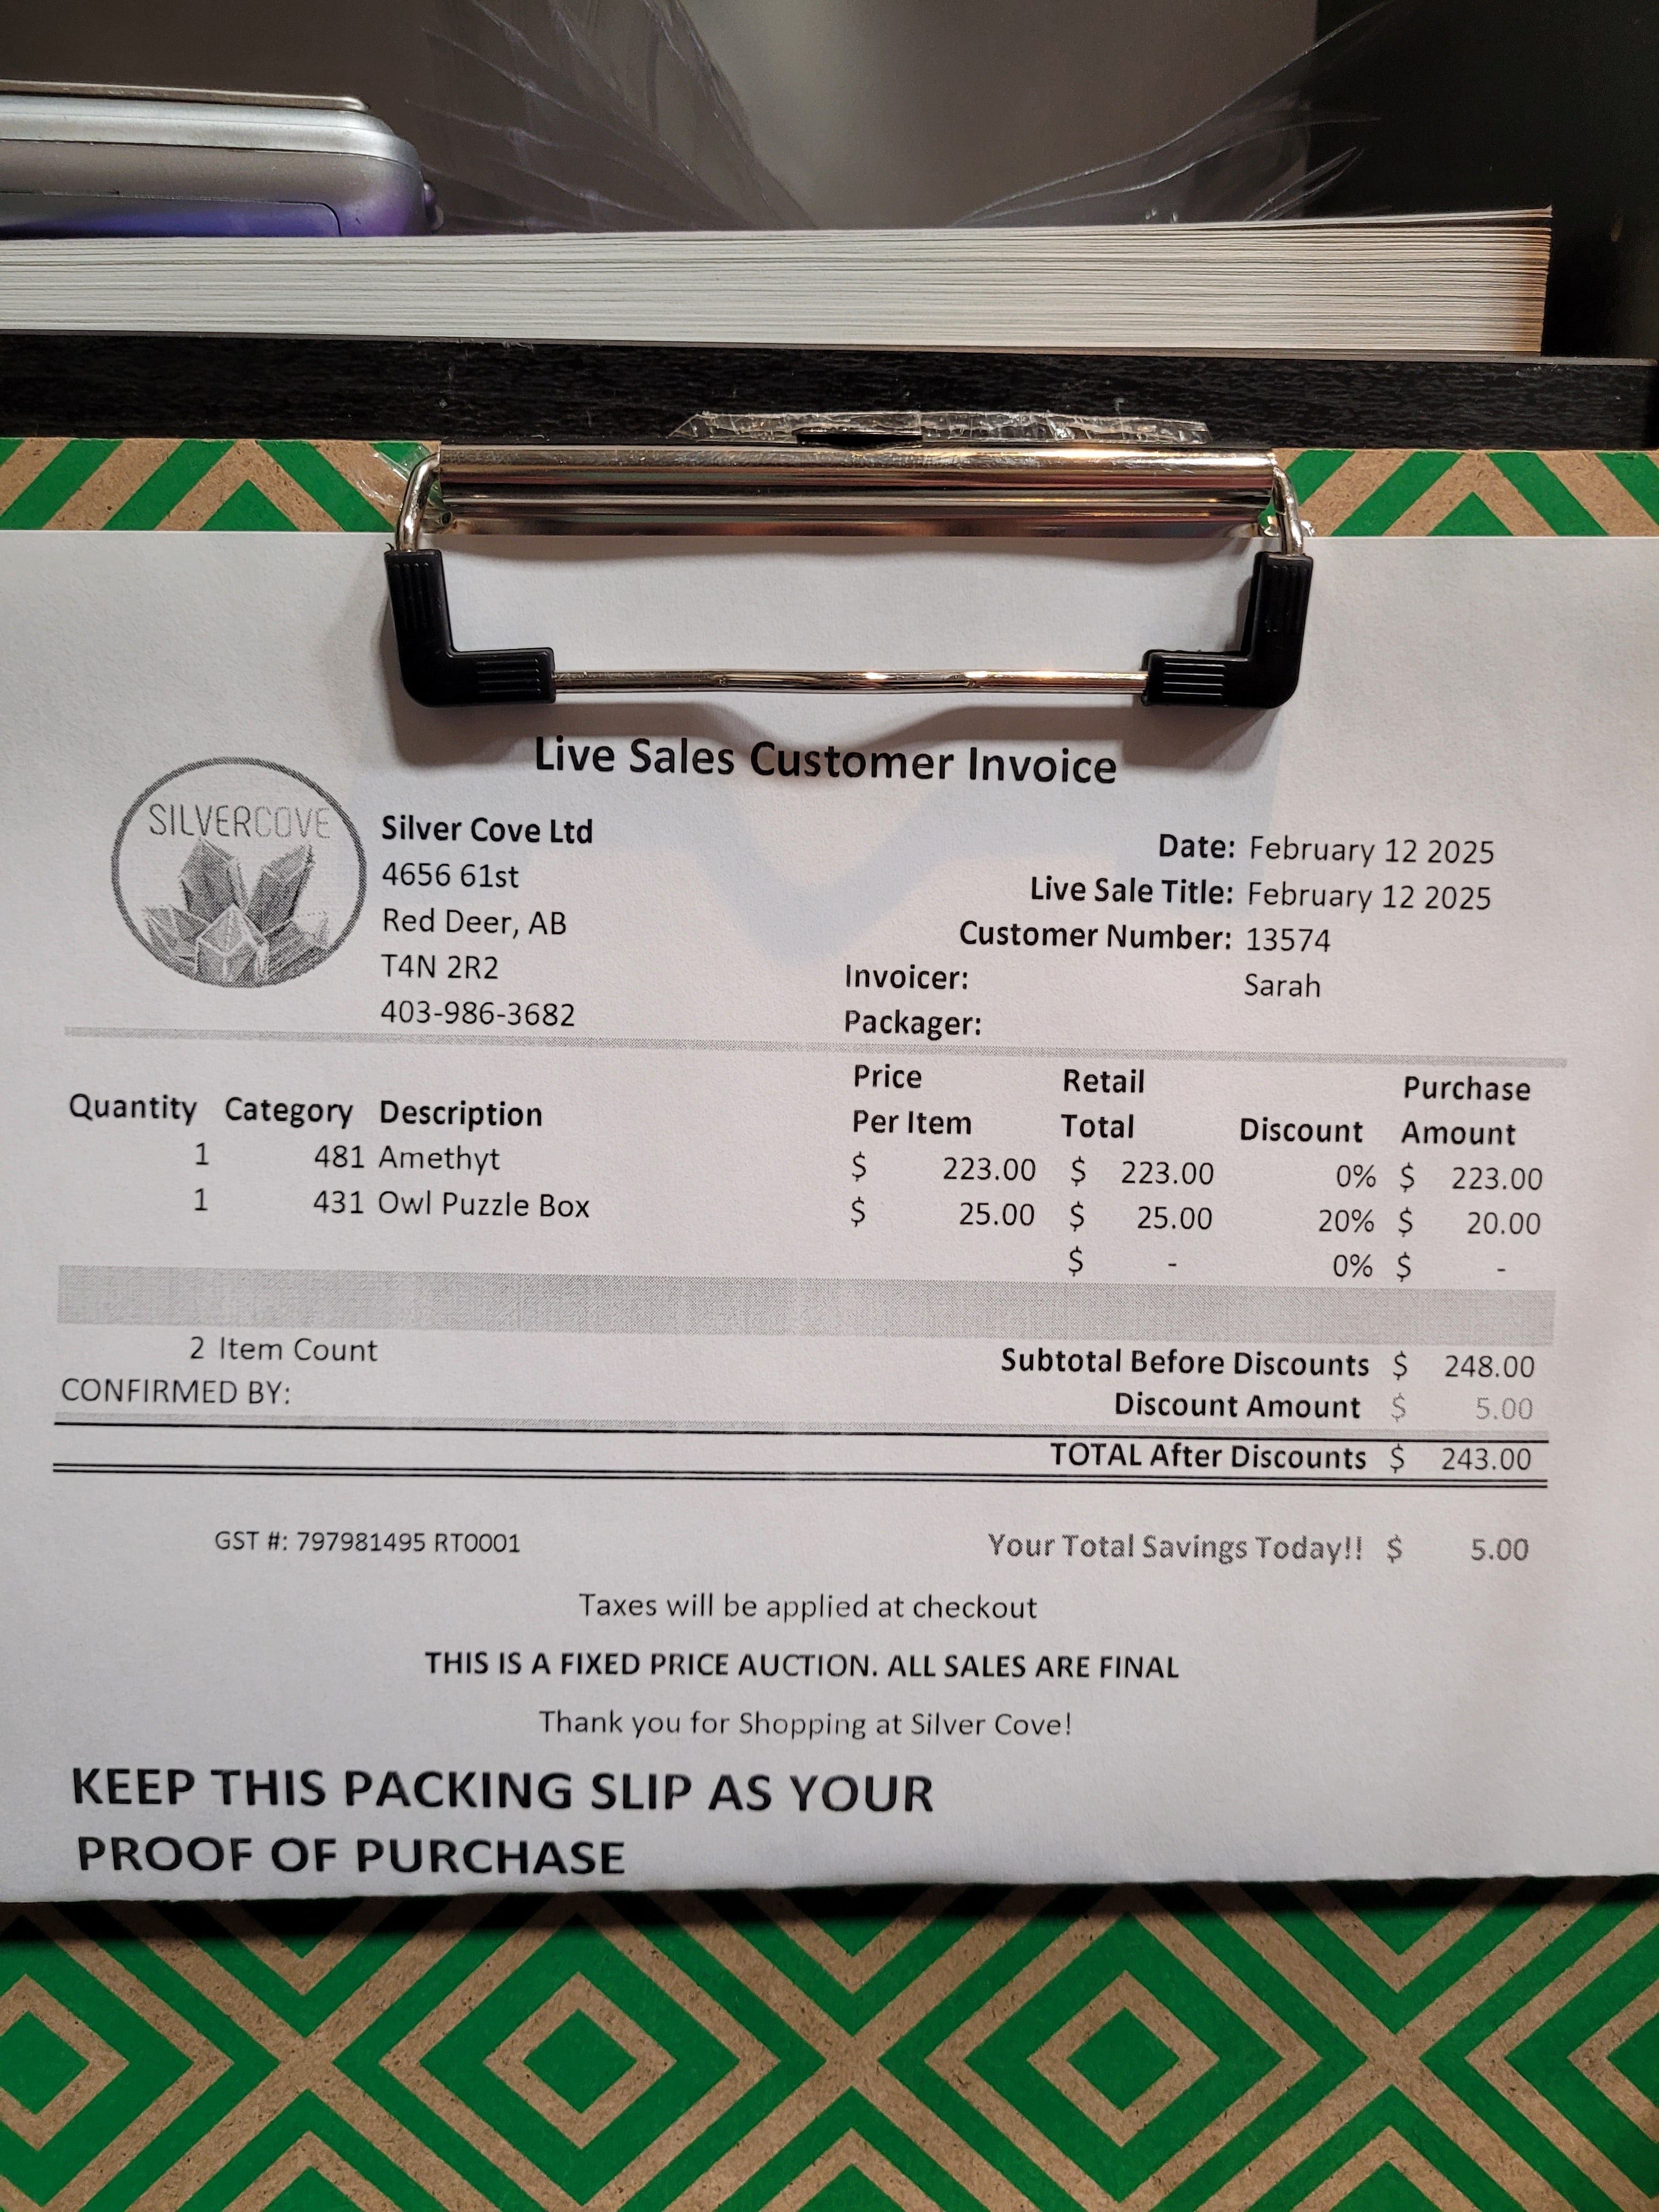 Live Sales Customer Invoice
SILVERCOVE
Silver Cove Ltd
4656 61st
Red Deer, AB
T4N 2R2
403-986-3682
Date: February 12 2025
Live Sale Title: February 12 2025
Customer Number: 13574
Invoicer: Sarah
Packager:
Quantity Category Description Price Per Item Retail Total Discount Purchase Amount
1 481 Amethyt $ 223.00 $ 223.00 0% $ 223.00
1 431 Owl Puzzle Box $ 25.00 $ 25.00 20% $ 20.00
$ - 0% $ -
2 Item Count Subtotal Before Discounts $ 248.00
CONFIRMED BY: Discount Amount $ 5.00
TOTAL After Discounts $ 243.00
GST #: 797981495 RT0001 Your Total Savings Today!! $ 5.00
Taxes will be applied at checkout
THIS IS A FIXED PRICE AUCTION. ALL SALES ARE FINAL
Thank you for Shopping at Silver Cove!
KEEP THIS PACKING SLIP AS YOUR
PROOF OF PURCHASE